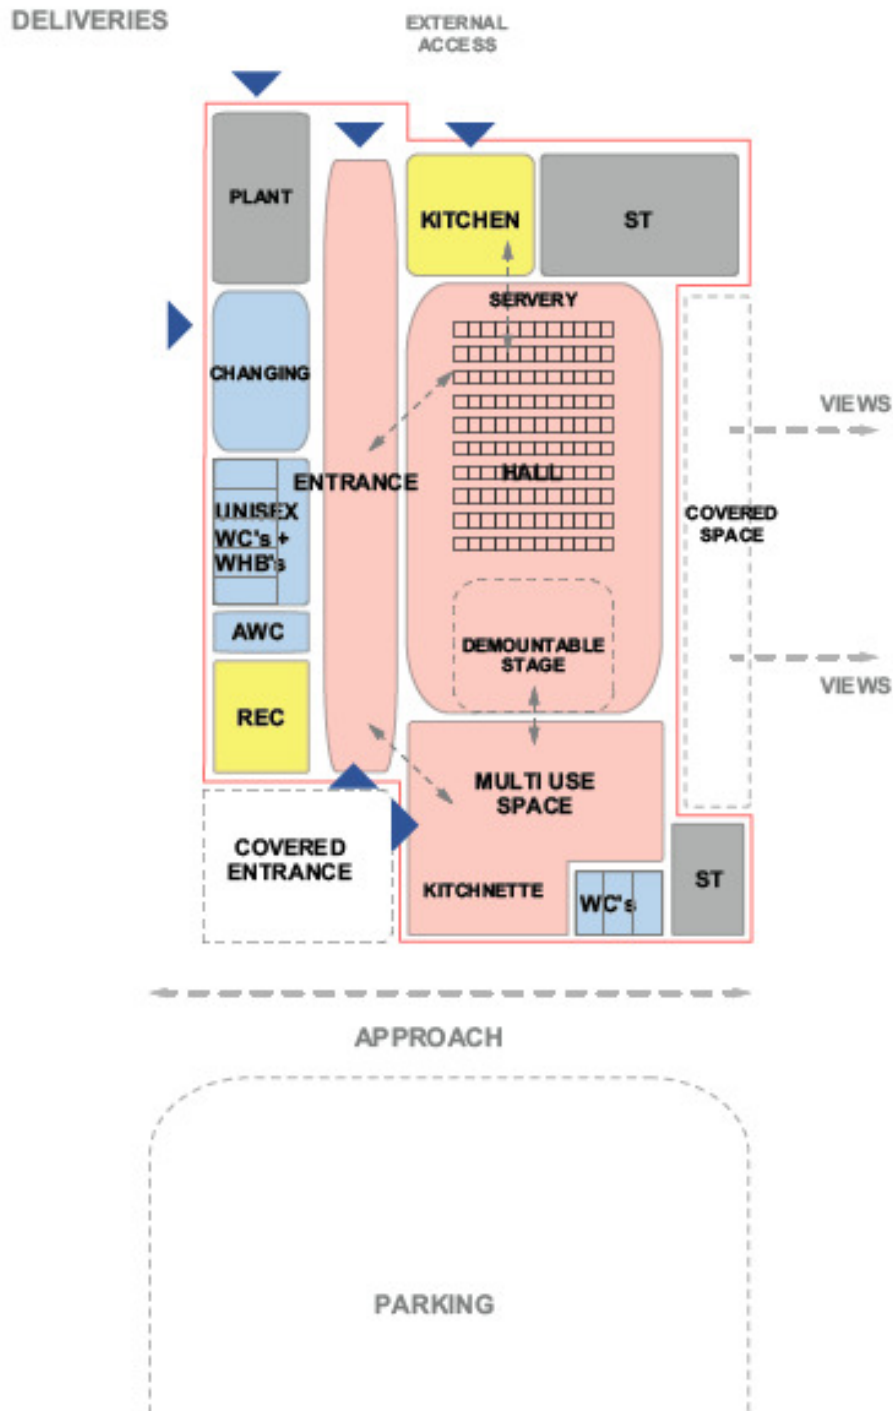 DELIVERIES
EXTERNAL
ACCESS
PLANT
KITCHEN
ST
SERVERY
CHANGING
VIEWS
ENTRANCE
HALL
UNISEX
WC's +
WHB's
COVERED
SPACE
AWC
DEMOUNTABLE
STAGE
VIEWS
REC
MULTI USE
SPACE
COVERED
ENTRANCE
KITCHNETTE
WC's
ST
APPROACH
PARKING